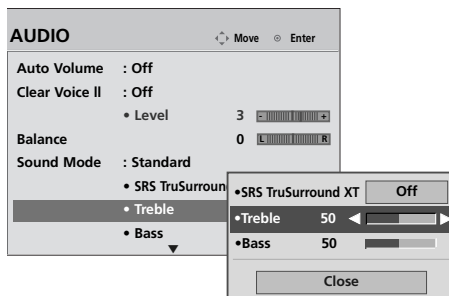 AUDIO
Move Enter
Auto Volume : Off
Clear Voice II : Off
• Level 3 - +
Balance 0 L R
Sound Mode : Standard
• SRS TruSurroun
• Treble
• Bass
•SRS TruSurround XT Off
•Treble 50
•Bass 50
Close